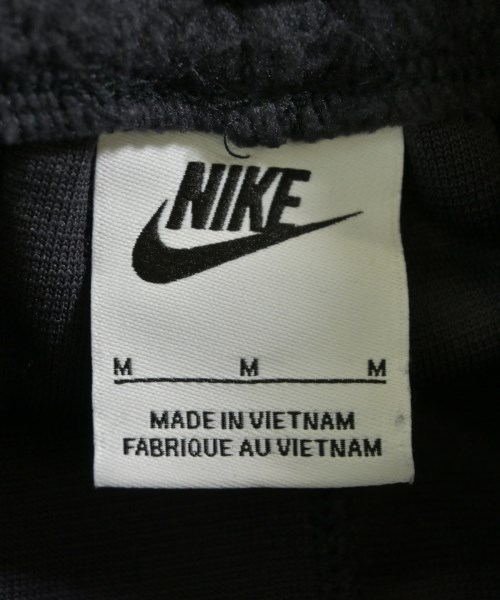 NIKE
M M M
MADE IN VIETNAM
FABRIQUE AU VIETNAM